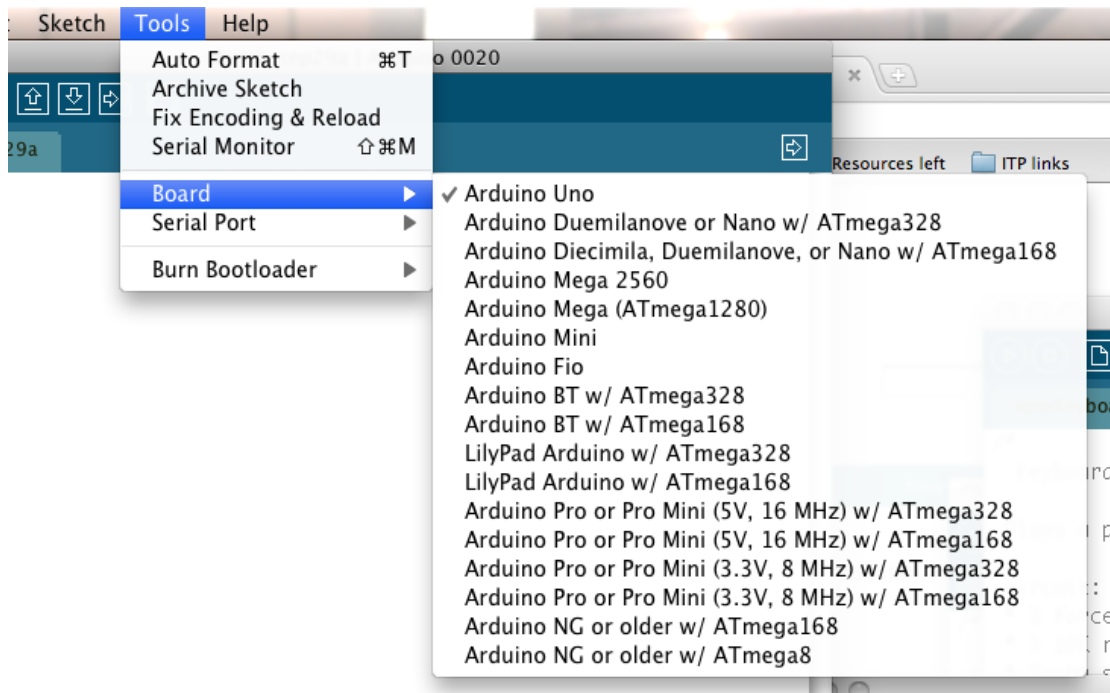 Sketch Tools Help
Auto Format ⌘T
o 0020
Archive Sketch
Fix Encoding & Reload
Serial Monitor ⇧⌘M
29a
Resources left ITP links
Board
Serial Port
Burn Bootloader
✓ Arduino Uno
Arduino Duemilanove or Nano w/ ATmega328
Arduino Diecimila, Duemilanove, or Nano w/ ATmega168
Arduino Mega 2560
Arduino Mega (ATmega1280)
Arduino Mini
Arduino Fio
Arduino BT w/ ATmega328
Arduino BT w/ ATmega168
LilyPad Arduino w/ ATmega328
LilyPad Arduino w/ ATmega168
Arduino Pro or Pro Mini (5V, 16 MHz) w/ ATmega328
Arduino Pro or Pro Mini (5V, 16 MHz) w/ ATmega168
Arduino Pro or Pro Mini (3.3V, 8 MHz) w/ ATmega328
Arduino Pro or Pro Mini (3.3V, 8 MHz) w/ ATmega168
Arduino NG or older w/ ATmega168
Arduino NG or older w/ ATmega8